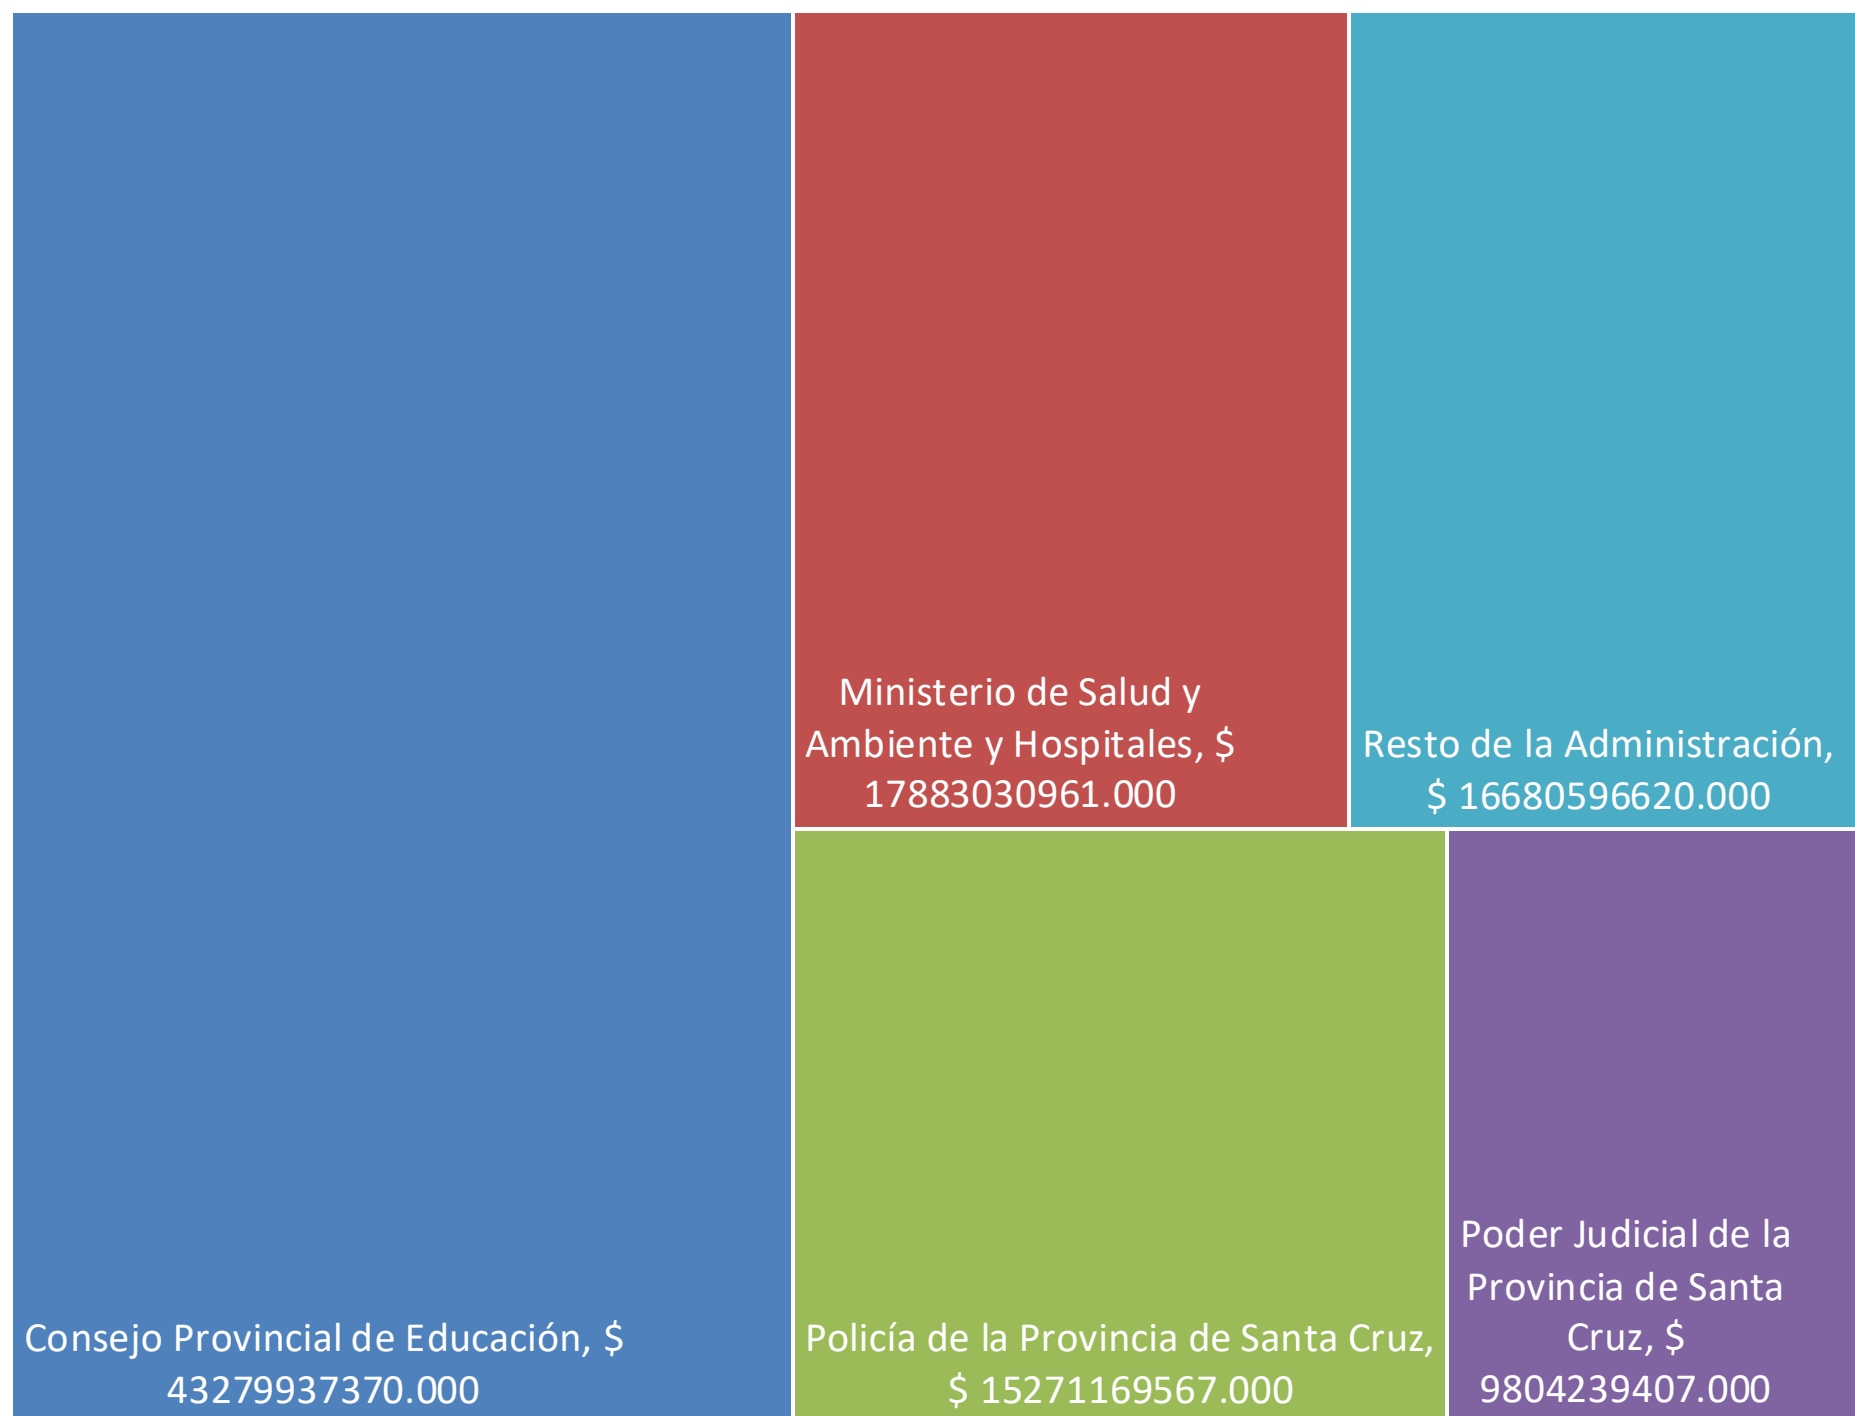 Consejo Provincial de Educación, $
43279937370.000
Ministerio de Salud y
Ambiente y Hospitales, $
17883030961.000
Resto de la Administración,
$ 16680596620.000
Policía de la Provincia de Santa Cruz,
$ 15271169567.000
Poder Judicial de la
Provincia de Santa
Cruz, $
9804239407.000